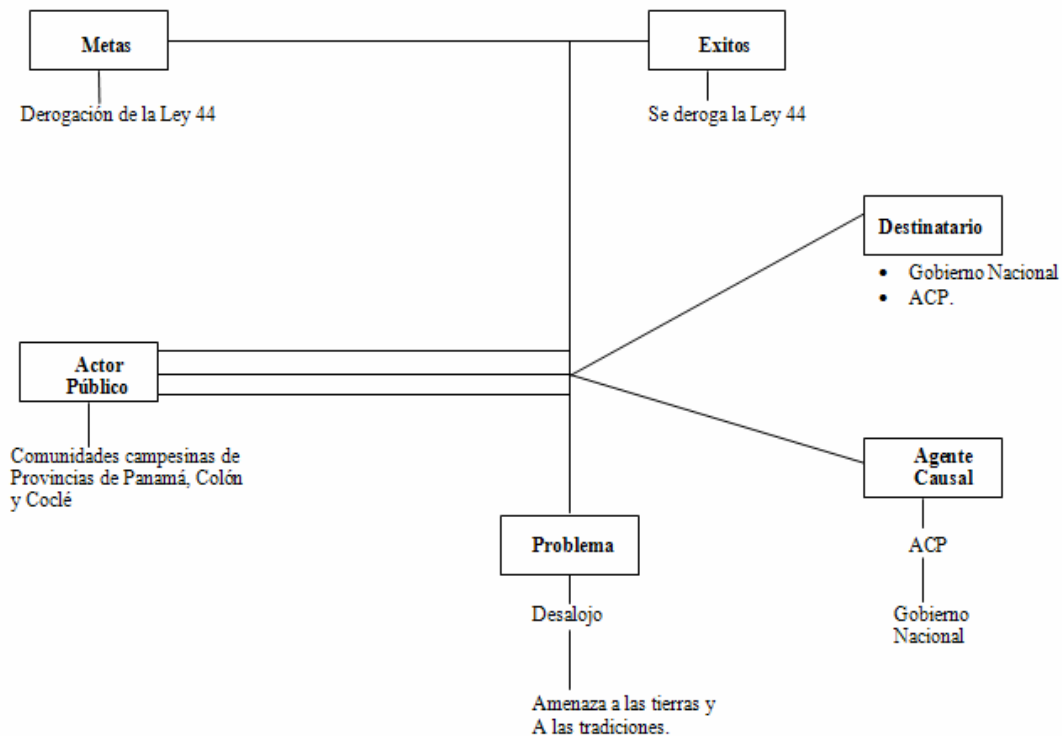 Metas
Exitos
Derogación de la Ley 44
Se deroga la Ley 44
Destinatario
• Gobierno Nacional
• ACP.
Actor
Público
Comunidades campesinas de
Provincias de Panamá, Colón
y Coclé
Agente
Causal
ACP
Gobierno
Nacional
Problema
Desalojo
Amenaza a las tierras y
A las tradiciones.